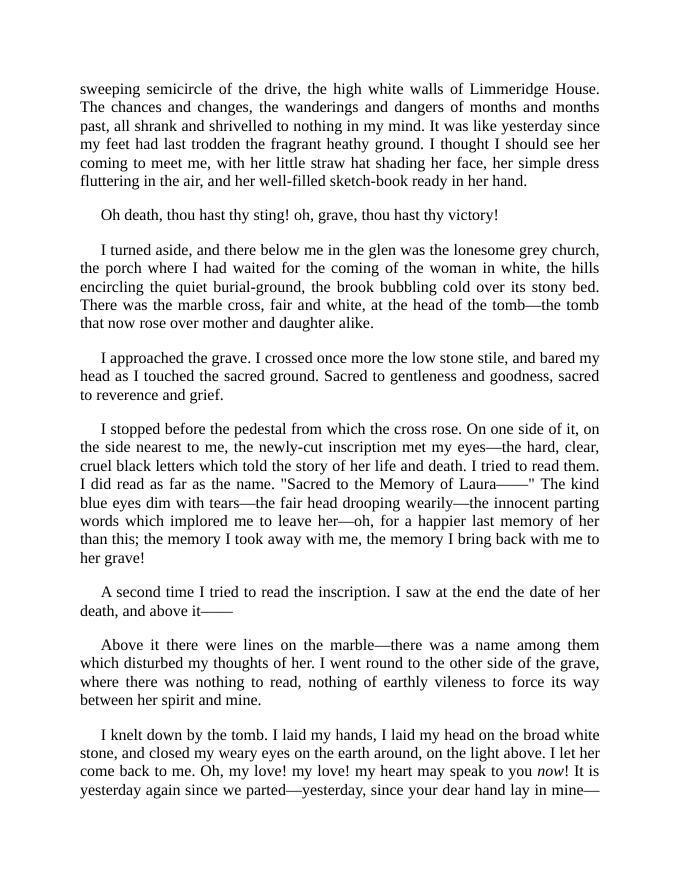 sweeping semicircle of the drive, the high white walls of Limmeridge House.
The chances and changes, the wanderings and dangers of months and months
past, all shrank and shrivelled to nothing in my mind. It was like yesterday since
my feet had last trodden the fragrant heathy ground. I thought I should see her
coming to meet me, with her little straw hat shading her face, her simple dress
fluttering in the air, and her well-filled sketch-book ready in her hand.
Oh death, thou hast thy sting! oh, grave, thou hast thy victory!
I turned aside, and there below me in the glen was the lonesome grey church,
the porch where I had waited for the coming of the woman in white, the hills
encircling the quiet burial-ground, the brook bubbling cold over its stony bed.
There was the marble cross, fair and white, at the head of the tomb—the tomb
that now rose over mother and daughter alike.
I approached the grave. I crossed once more the low stone stile, and bared my
head as I touched the sacred ground. Sacred to gentleness and goodness, sacred
to reverence and grief.
I stopped before the pedestal from which the cross rose. On one side of it, on
the side nearest to me, the newly-cut inscription met my eyes—the hard, clear,
cruel black letters which told the story of her life and death. I tried to read them.
I did read as far as the name. "Sacred to the Memory of Laura——" The kind
blue eyes dim with tears—the fair head drooping wearily—the innocent parting
words which implored me to leave her—oh, for a happier last memory of her
than this; the memory I took away with me, the memory I bring back with me to
her grave!
A second time I tried to read the inscription. I saw at the end the date of her
death, and above it——
Above it there were lines on the marble—there was a name among them
which disturbed my thoughts of her. I went round to the other side of the grave,
where there was nothing to read, nothing of earthly vileness to force its way
between her spirit and mine.
I knelt down by the tomb. I laid my hands, I laid my head on the broad white
stone, and closed my weary eyes on the earth around, on the light above. I let her
come back to me. Oh, my love! my love! my heart may speak to you now! It is
yesterday again since we parted—yesterday, since your dear hand lay in mine—